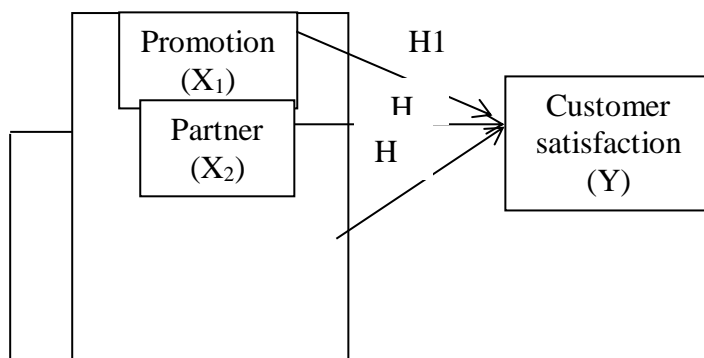 Promotion
(X₁)
H1
Partner
(X₂)
H
H
Customer
satisfaction
(Y)